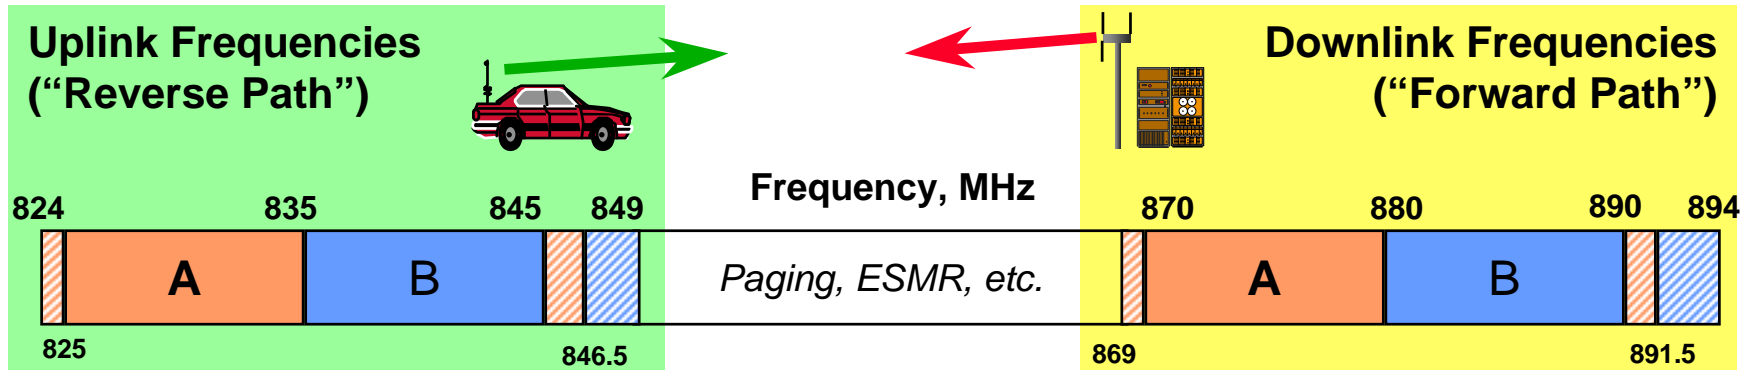 Uplink Frequencies
(“Reverse Path”)
Downlink Frequencies
(“Forward Path”)
Frequency, MHz
824 835 845 849 870 880 890 894
A B Paging, ESMR, etc. A B
825 846.5 869 891.5